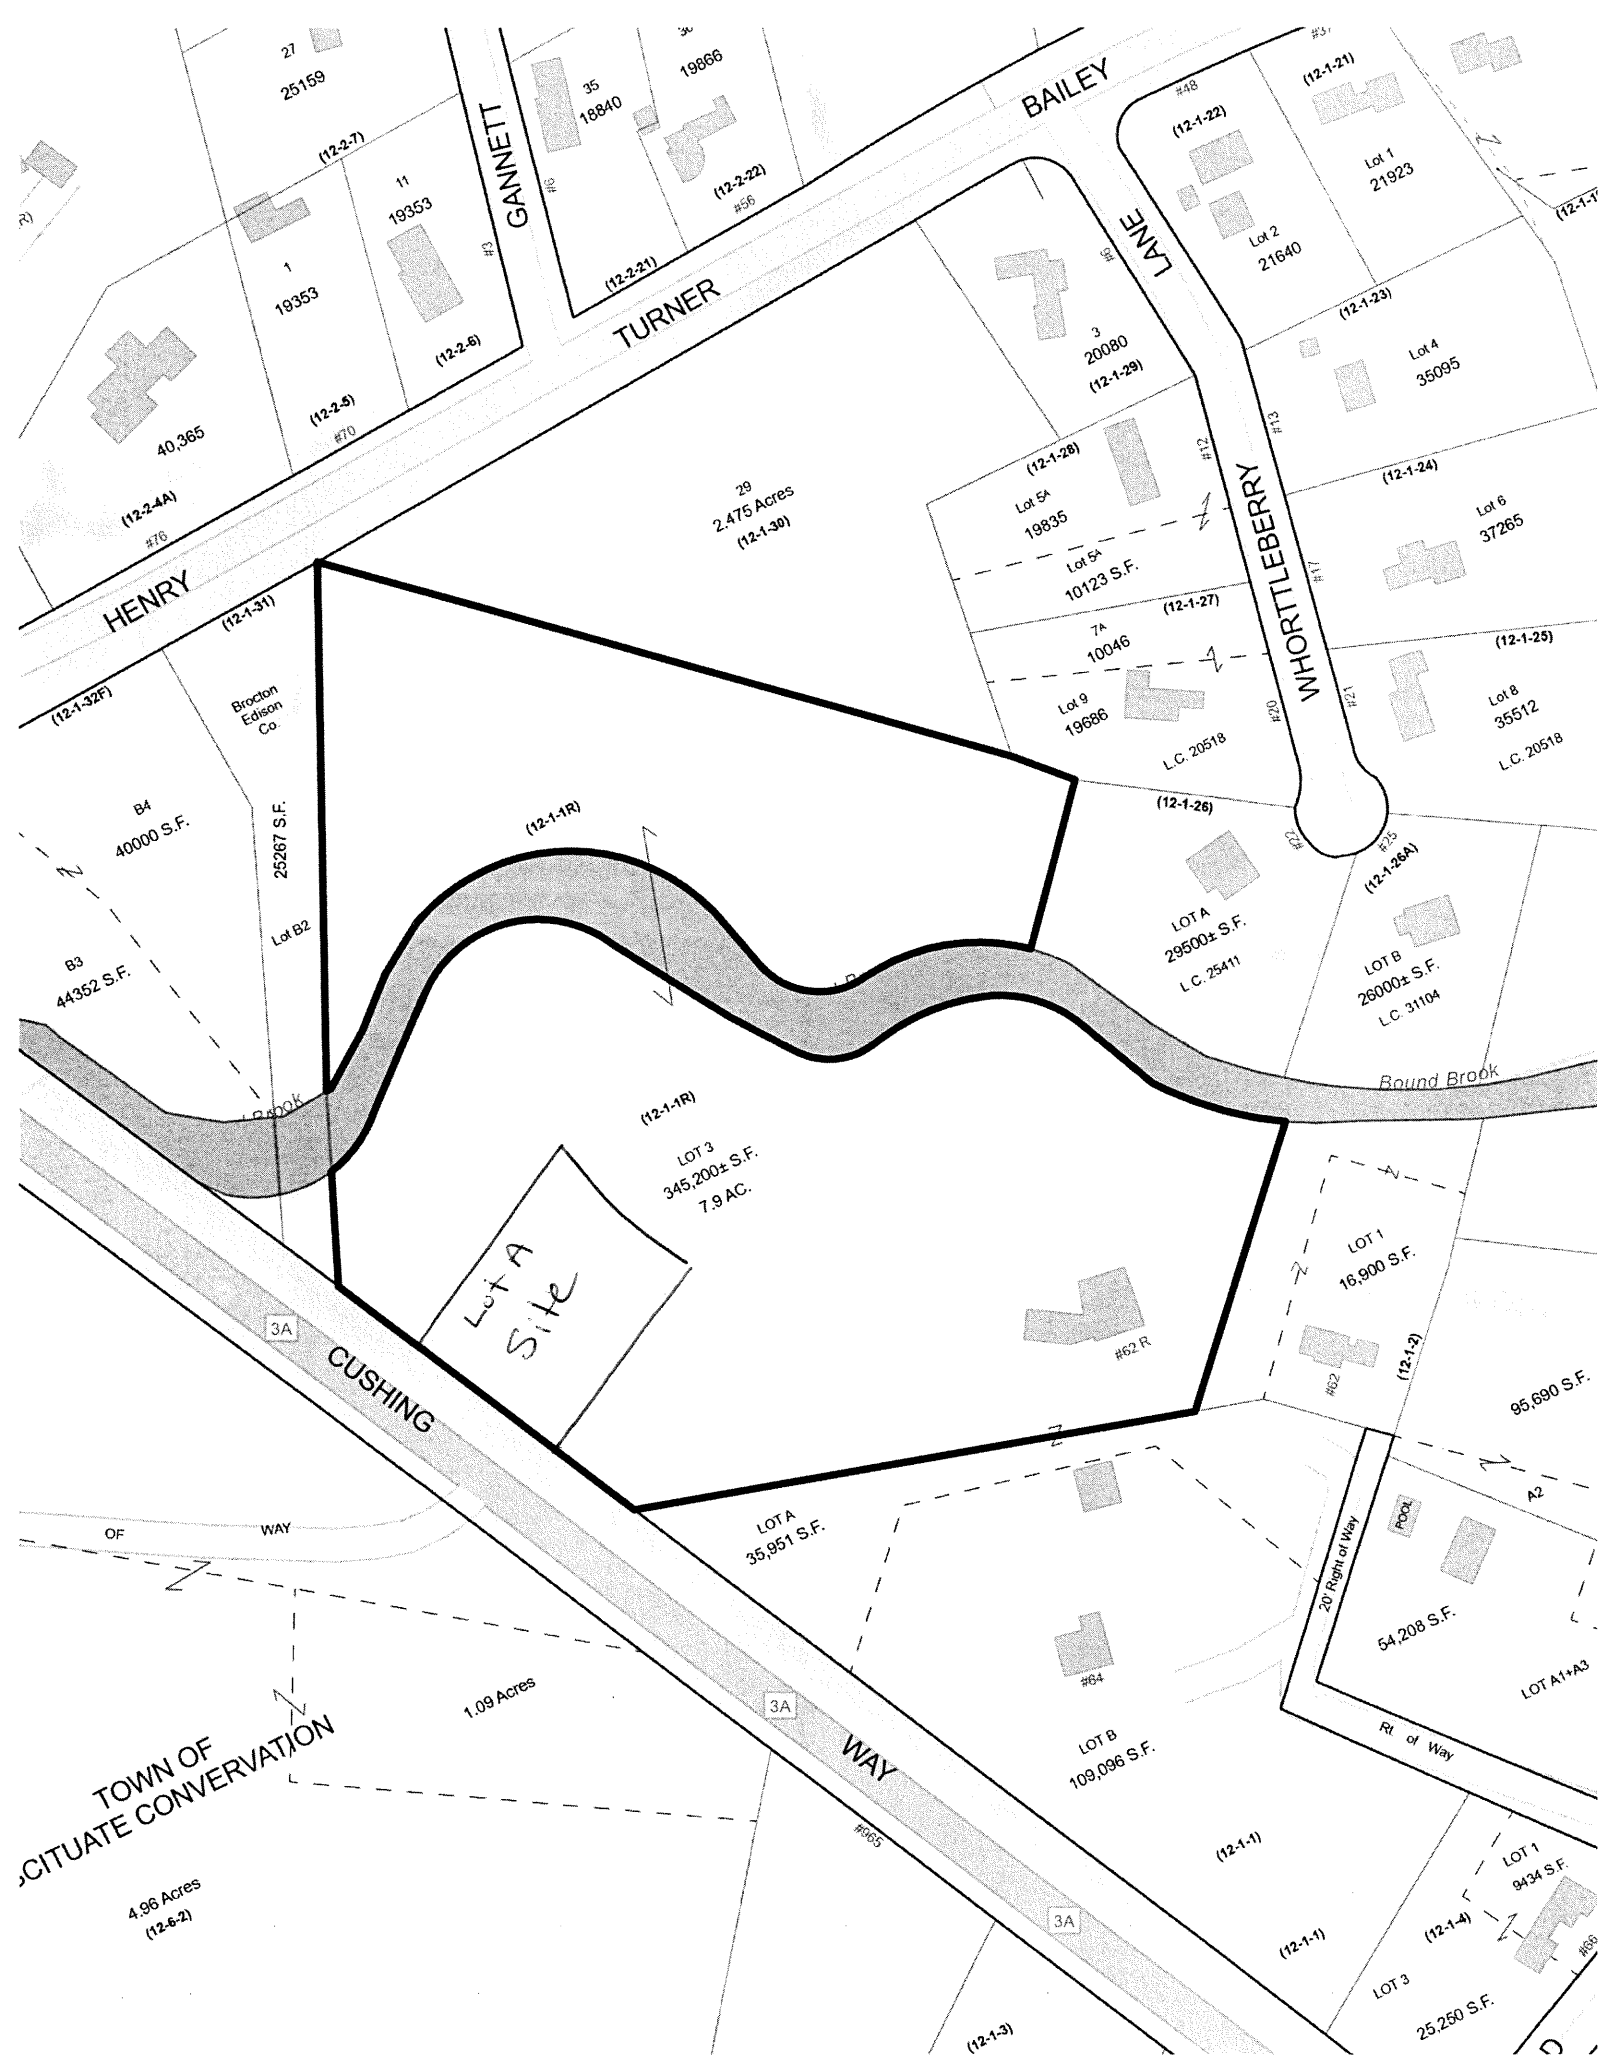 27
25159
(12-2-7)
11
19353
1
19353
#3
(12-2-6)
(12-2-5)
#70
40,365
(12-2-4A)
#76
GANNETT
35
18840
#6
19866
(12-2-22)
#56
(12-2-21)
TURNER
BAILEY
HENRY
(12-1-31)
(12-1-32F)
#48
(12-1-22)
#37
(12-1-21)
Lot 1
21923
Lot 2
21640
(12-1-23)
LANE
#6
3
20080
(12-1-29)
Lot 4
35095
#13
(12-1-24)
#12
(12-1-28)
Lot 5A
19835
Lot 5A
10123 S.F.
(12-1-27)
7A
10046
Lot 9
19686
L.C. 20518
#20
(12-1-26)
WHORTLEBERRY
Lot 6
37265
#17
(12-1-25)
#21
Lot 8
35512
L.C. 20518
#22
#25
(12-1-26A)
29
2.475 Acres
(12-1-30)
Brocton
Edison
Co.
25267 S.F.
Lot B2
B4
40000 S.F.
B3
44352 S.F.
(12-1-1R)
LOT A
29500± S.F.
L.C. 25411
LOT B
26000± S.F.
L.C. 31104
Bound Brook
Brook
(12-1-1R)
LOT 3
345,200± S.F.
7.9 AC.
Lot A
Site
#62 R
LOT 1
16,900 S.F.
#62
(12-1-2)
95,690 S.F.
3A
CUSHING
OF
WAY
LOT A
35,951 S.F.
A2
POOL
20' Right of Way
54,208 S.F.
LOT A1+A3
Rt. of Way
#64
LOT B
109,096 S.F.
(12-1-1)
1.09 Acres
3A
WAY
TOWN OF
SCITUATE CONVERVATION
#965
4.96 Acres
(12-6-2)
3A
(12-1-3)
(12-1-1)
LOT 1
9434 S.F.
(12-1-4)
LOT 3
25,250 S.F.
#66
D